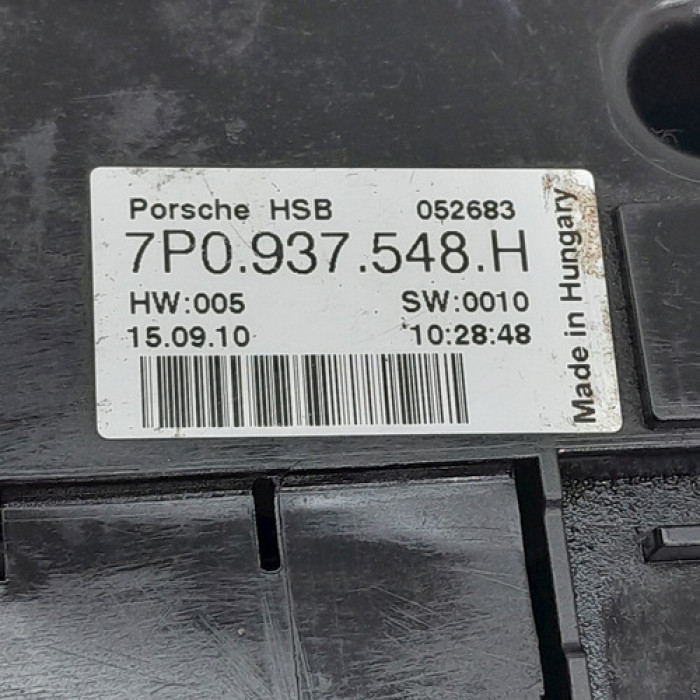 Porsche HSB 052683
7P0.937.548.H
HW:005 SW:0010
15.09.10 10:28:48
Made in Hungary